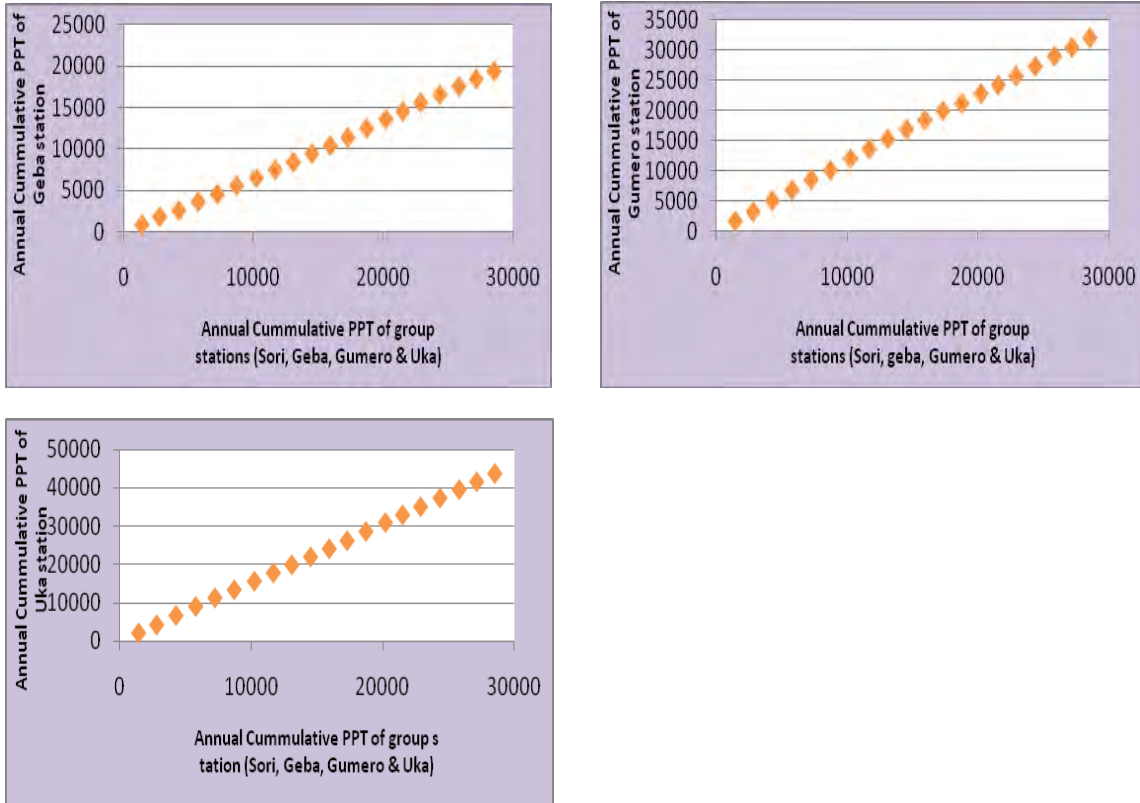 Annual Cummulative PPT of
Geba station
25000
20000
15000
10000
5000
0
0 10000 20000 30000
Annual Cummulative PPT of group
stations (Sori, Geba, Gumero & Uka)
Annual Cummulative PPT of
Gumero station
35000
30000
25000
20000
15000
10000
5000
0
0 10000 20000 30000
Annual Cummulative PPT of group
stations (Sori, geba, Gumero & Uka)
Annual Cummulative PPT of
Uka station
50000
40000
30000
20000
10000
0
0 10000 20000 30000
Annual Cummulative PPT of group s
tation (Sori, Geba, Gumero & Uka)